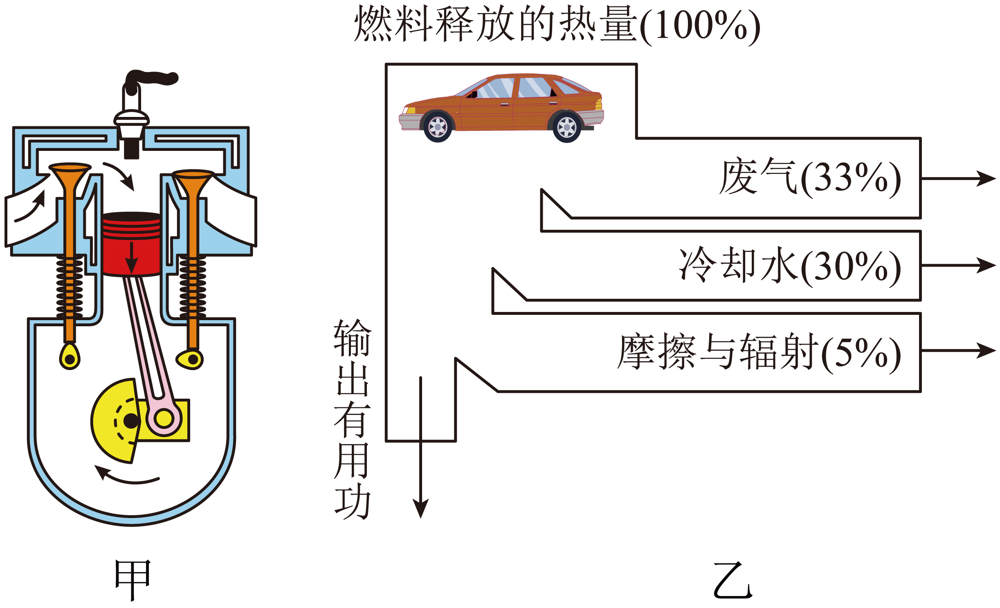 燃料释放的热量(100%)
废气(33%)
冷却水(30%)
摩擦与辐射(5%)
输出有用功
甲
乙